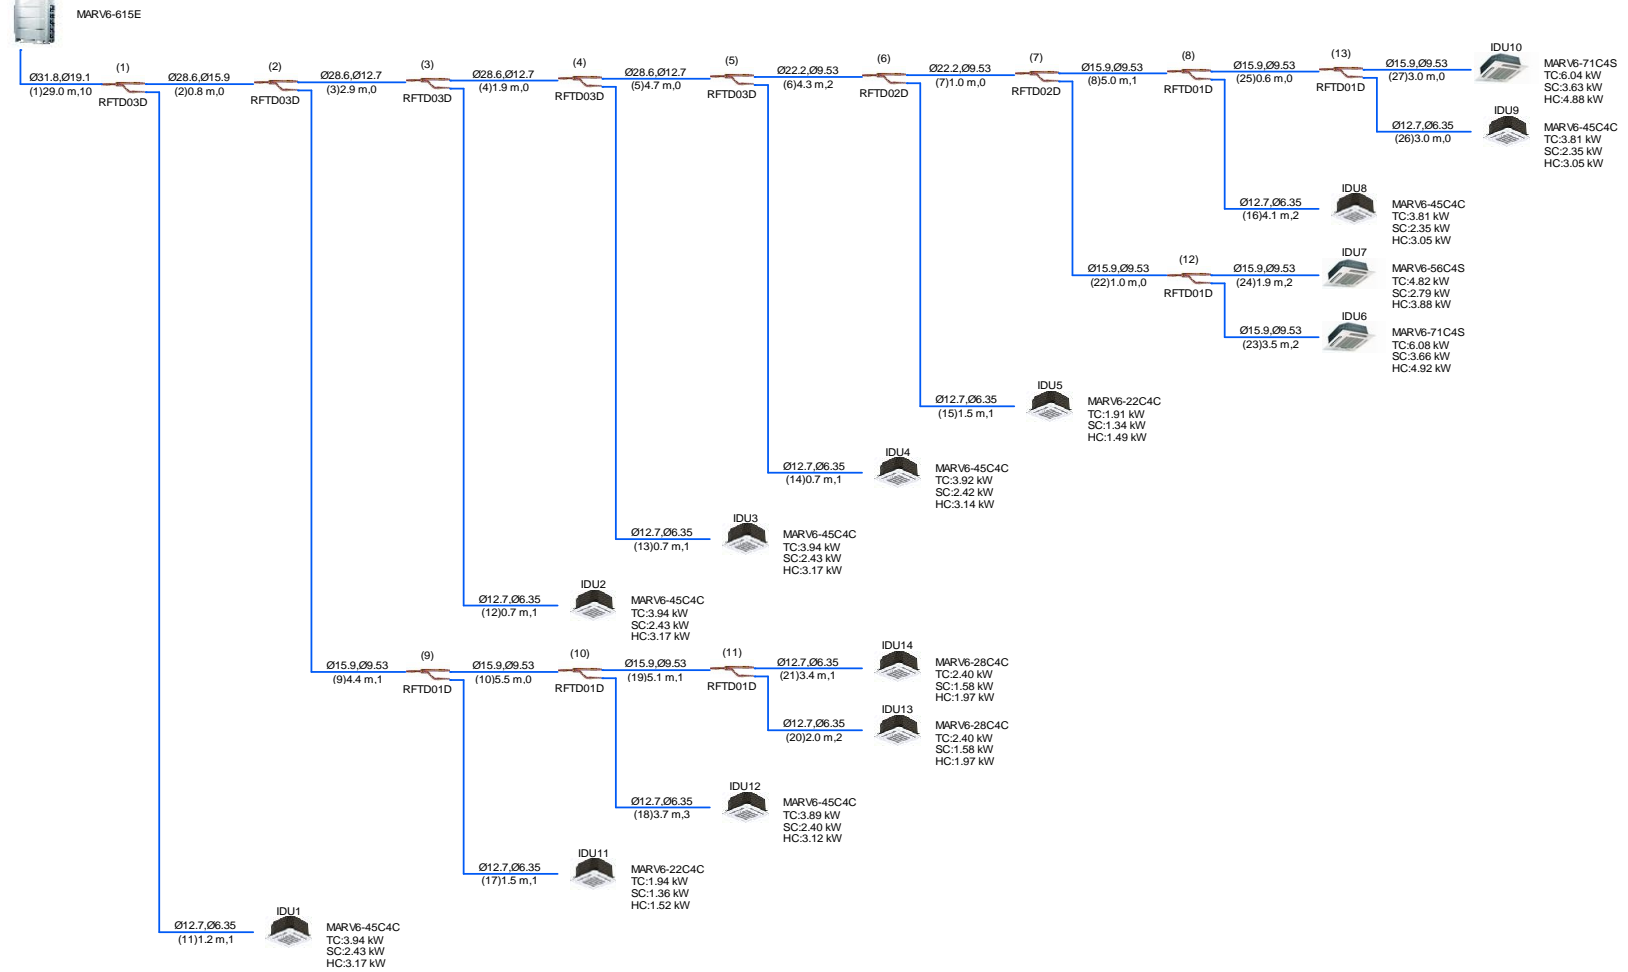 MARV6-615E
Ø31.8,Ø19.1
(1)29.0 m,10
(1)
RFTD03D
Ø28.6,Ø15.9
(2)0.8 m,0
(2)
RFTD03D
Ø28.6,Ø12.7
(3)2.9 m,0
(3)
RFTD03D
Ø28.6,Ø12.7
(4)1.9 m,0
(4)
RFTD03D
Ø28.6,Ø12.7
(5)4.7 m,0
(5)
RFTD03D
Ø22.2,Ø9.53
(6)4.3 m,2
(6)
RFTD02D
Ø22.2,Ø9.53
(7)1.0 m,0
(7)
RFTD02D
Ø15.9,Ø9.53
(8)5.0 m,1
(8)
RFTD01D
Ø15.9,Ø9.53
(25)0.6 m,0
(13)
RFTD01D
Ø15.9,Ø9.53
(27)3.0 m,0
IDU10
MARV6-71C4S
TC:6.04 kW
SC:3.63 kW
HC:4.88 kW
Ø12.7,Ø6.35
(26)3.0 m,0
IDU9
MARV6-45C4C
TC:3.81 kW
SC:2.35 kW
HC:3.05 kW
Ø12.7,Ø6.35
(16)4.1 m,2
IDU8
MARV6-45C4C
TC:3.81 kW
SC:2.35 kW
HC:3.05 kW
Ø15.9,Ø9.53
(22)1.0 m,0
(12)
RFTD01D
Ø15.9,Ø9.53
(24)1.9 m,2
IDU7
MARV6-56C4S
TC:4.82 kW
SC:2.79 kW
HC:3.88 kW
Ø15.9,Ø9.53
(23)3.5 m,2
IDU6
MARV6-71C4S
TC:6.08 kW
SC:3.66 kW
HC:4.92 kW
Ø12.7,Ø6.35
(15)1.5 m,1
IDU5
MARV6-22C4C
TC:1.91 kW
SC:1.34 kW
HC:1.49 kW
Ø12.7,Ø6.35
(14)0.7 m,1
IDU4
MARV6-45C4C
TC:3.92 kW
SC:2.42 kW
HC:3.14 kW
Ø12.7,Ø6.35
(13)0.7 m,1
IDU3
MARV6-45C4C
TC:3.94 kW
SC:2.43 kW
HC:3.17 kW
Ø12.7,Ø6.35
(12)0.7 m,1
IDU2
MARV6-45C4C
TC:3.94 kW
SC:2.43 kW
HC:3.17 kW
Ø15.9,Ø9.53
(9)4.4 m,1
(9)
RFTD01D
Ø15.9,Ø9.53
(10)5.5 m,0
(10)
RFTD01D
Ø15.9,Ø9.53
(19)5.1 m,1
(11)
RFTD01D
Ø12.7,Ø6.35
(21)3.4 m,1
IDU14
MARV6-28C4C
TC:2.40 kW
SC:1.58 kW
HC:1.97 kW
Ø12.7,Ø6.35
(20)2.0 m,2
IDU13
MARV6-28C4C
TC:2.40 kW
SC:1.58 kW
HC:1.97 kW
Ø12.7,Ø6.35
(18)3.7 m,3
IDU12
MARV6-45C4C
TC:3.89 kW
SC:2.40 kW
HC:3.12 kW
Ø12.7,Ø6.35
(17)1.5 m,1
IDU11
MARV6-22C4C
TC:1.94 kW
SC:1.36 kW
HC:1.52 kW
Ø12.7,Ø6.35
(11)1.2 m,1
IDU1
MARV6-45C4C
TC:3.94 kW
SC:2.43 kW
HC:3.17 kW